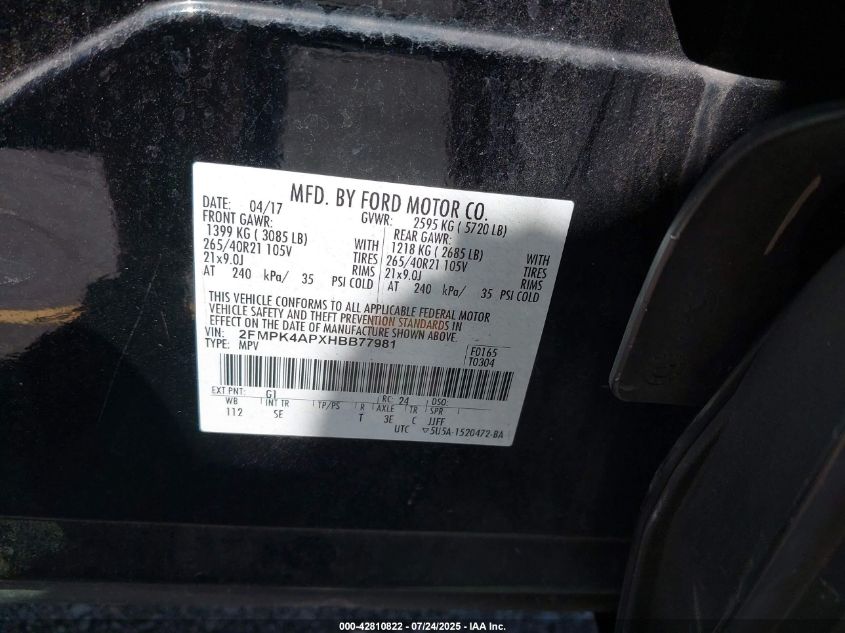 MFD. BY FORD MOTOR CO.
DATE: 04/17 GVWR: 2595 KG ( 5720 LB)
FRONT GAWR: REAR GAWR:
1399 KG ( 3085 LB) WITH 1218 KG ( 2685 LB) WITH
265/40R21 105V TIRES 265/40R21 105V TIRES
21x9.0J RIMS 21x9.0J RIMS
AT 240 kPa/ 35 PSI COLD AT 240 kPa/ 35 PSI COLD
THIS VEHICLE CONFORMS TO ALL APPLICABLE FEDERAL MOTOR
VEHICLE SAFETY AND THEFT PREVENTION STANDARDS IN
EFFECT ON THE DATE OF MANUFACTURE SHOWN ABOVE.
VIN: 2FMPK4APXHBB77981 F0165
TYPE: MPV T0304
EXT PNT: G1 RC: 24 DSO:
WB INT TR TP/PS R AXLE TR SPR
112 SE T 3E C JJFF
UTC ▽5U5A-1520472-BA
000-42810822 | 07/24/2025 - IAA Inc.